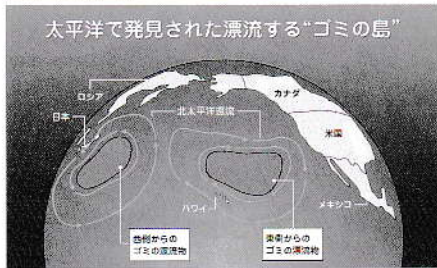 太平洋で発見された漂流する“ゴミの島”
ロシア
カナダ
日本
北太平洋還流
米国
ハワイ
メキシコ
西側からの
ゴミの漂流物
東側からの
ゴミの漂流物